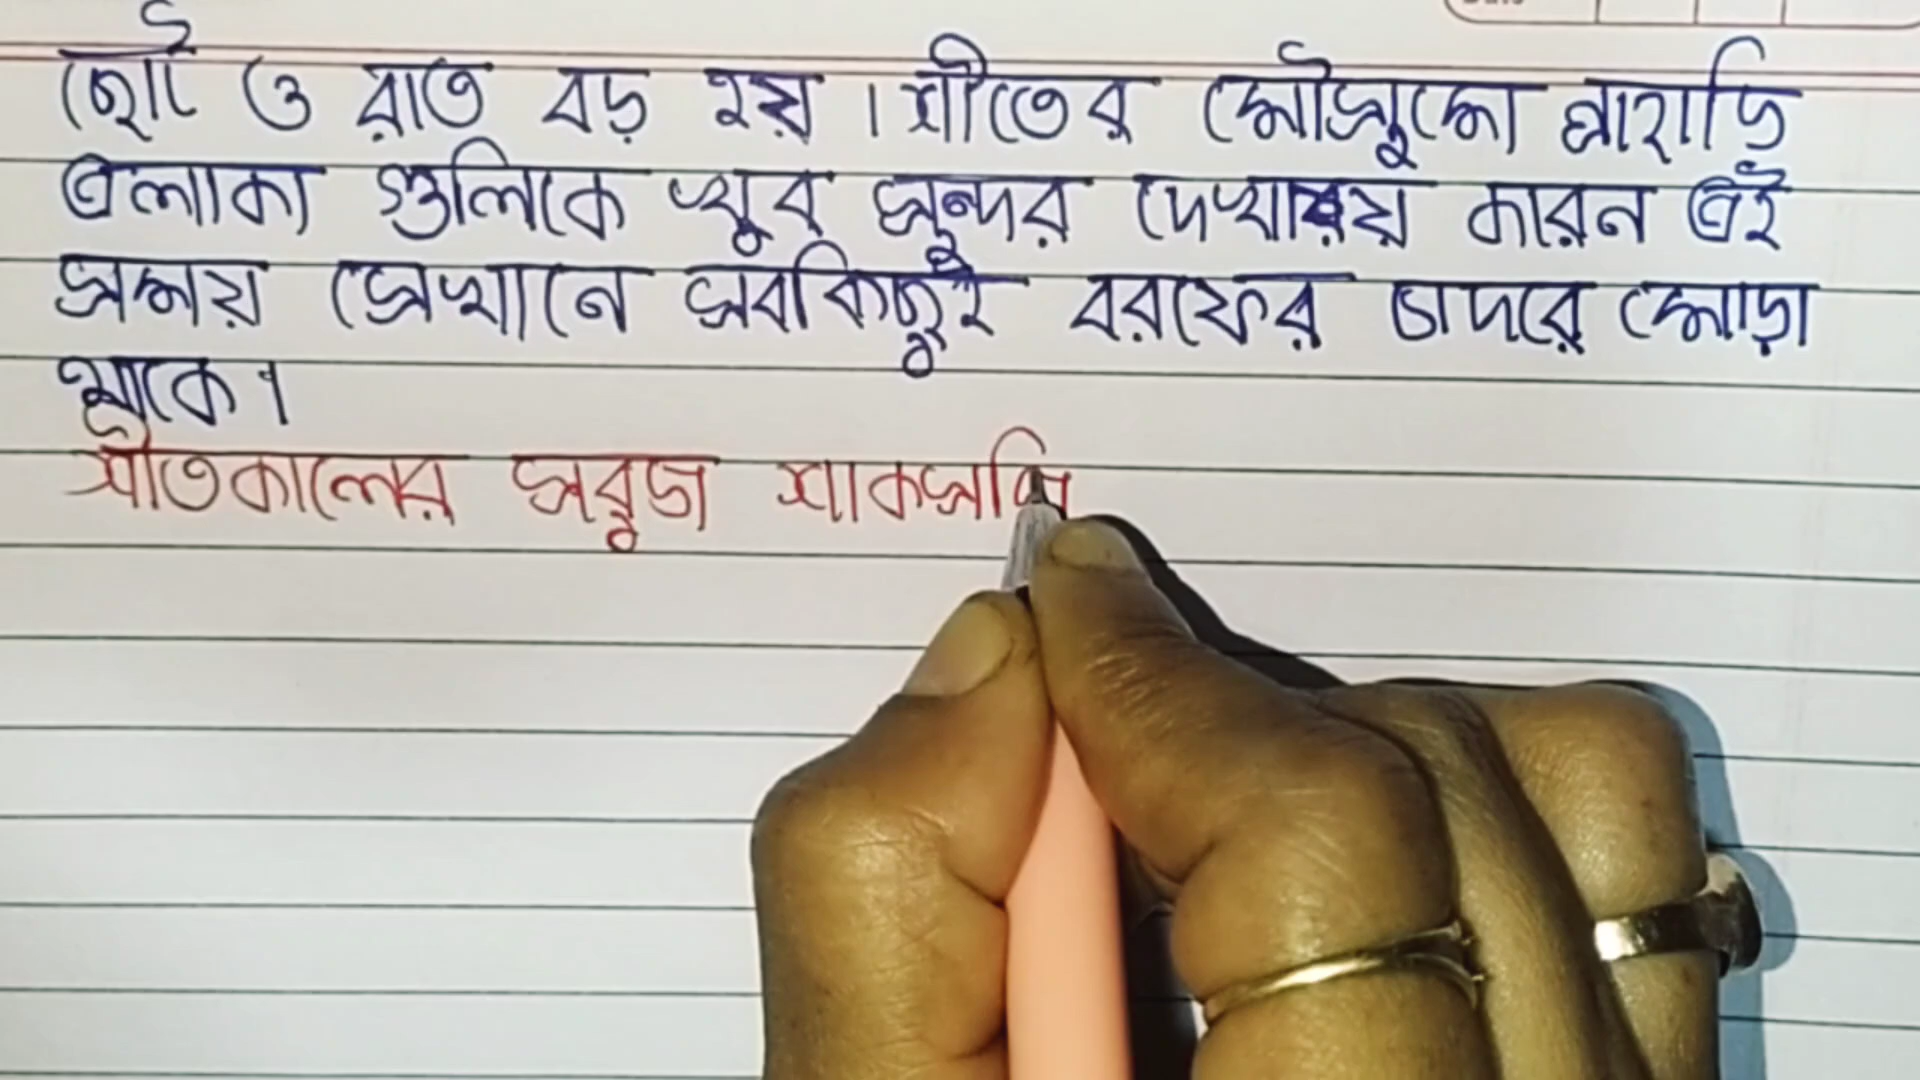 ছোট ও রাত বড় হয় । শীতের মৌসুমে পাহাড়ি
এলাকা গুলিকে খুব সুন্দর দেখায় কারন এই
সময় সেখানে সবকিছুই বরফের চাদরে মোড়া
থাকে ।
শীতকালের সবুজ শাকসব্জি